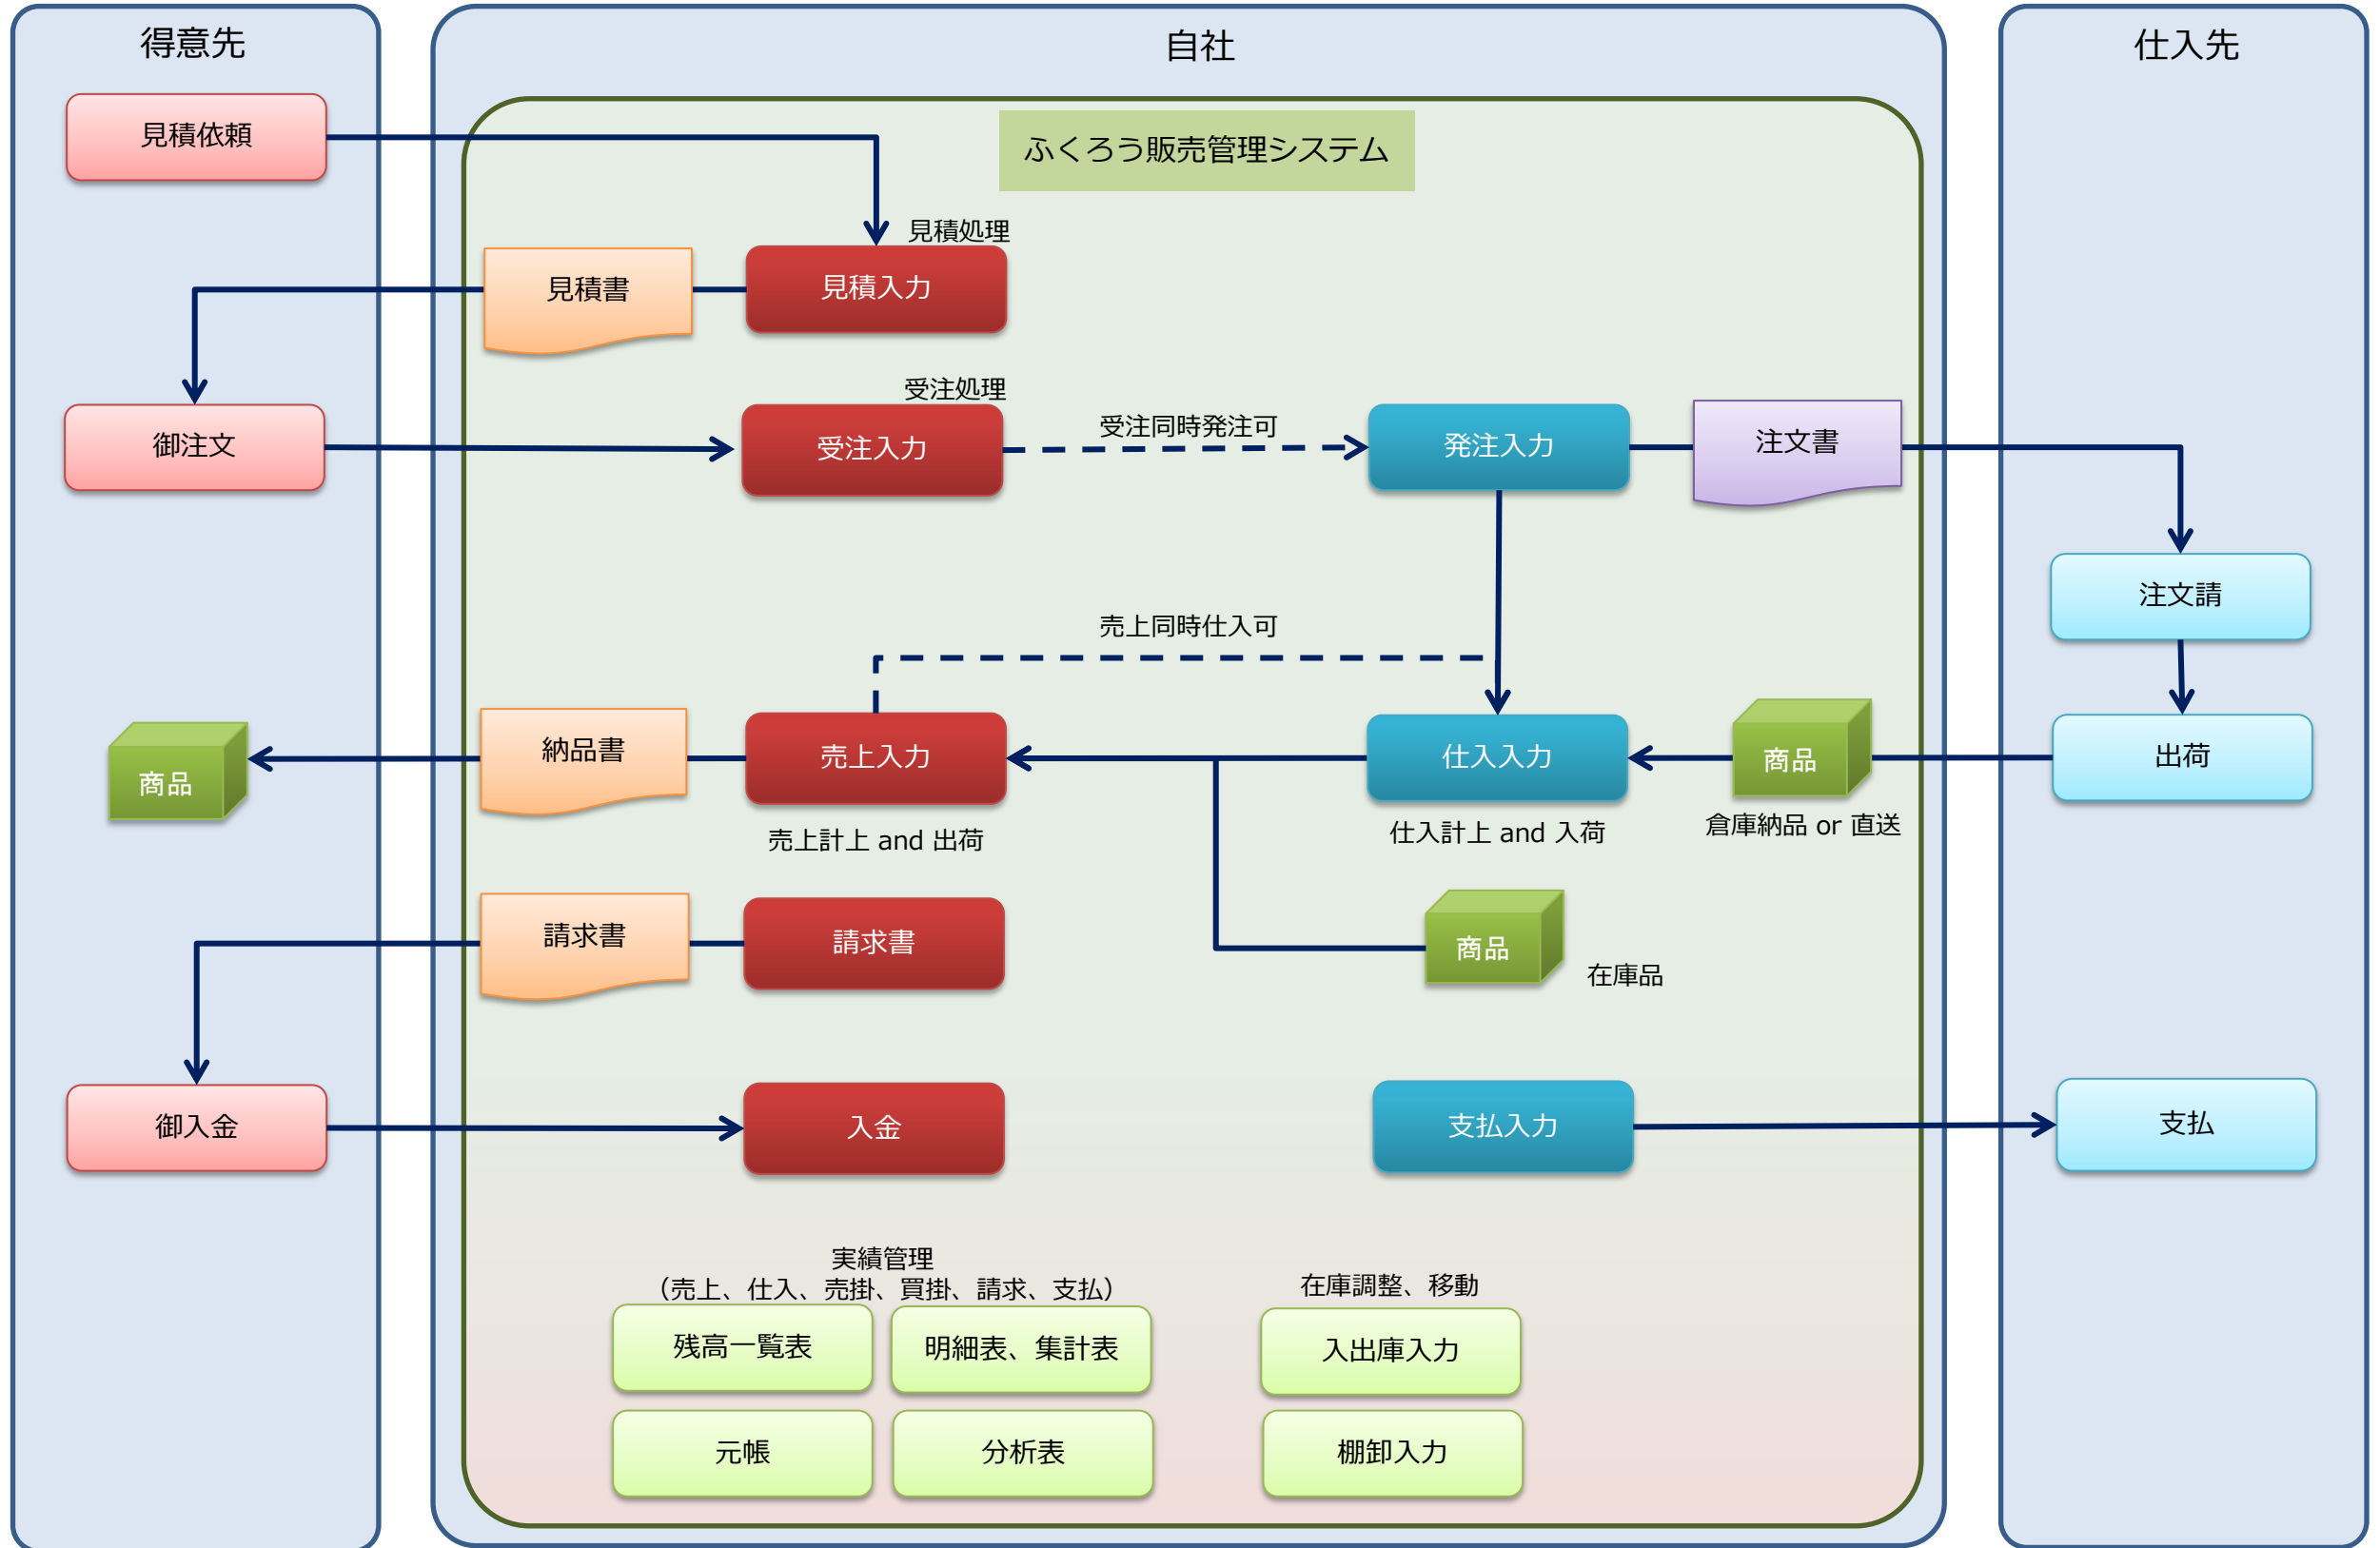 得意先
自社
仕入先
見積依頼
ふくろう販売管理システム
見積処理
見積書
見積入力
受注処理
御注文
受注入力
受注同時発注可
発注入力
注文書
注文請
売上同時仕入可
商品
納品書
売上入力
仕入入力
商品
出荷
売上計上 and 出荷
仕入計上 and 入荷
倉庫納品 or 直送
請求書
請求書
商品
在庫品
御入金
入金
支払入力
支払
実績管理
（売上、仕入、売掛、買掛、請求、支払）
在庫調整、移動
残高一覧表
明細表、集計表
入出庫入力
元帳
分析表
棚卸入力